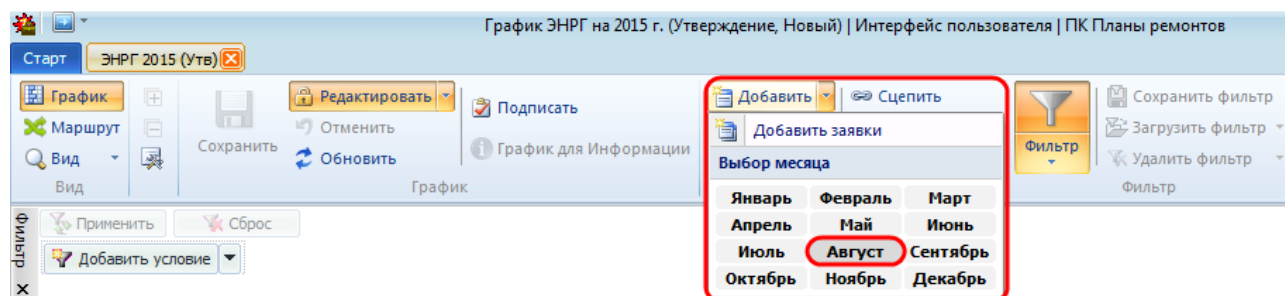 График ЭНРГ на 2015 г. (Утверждение, Новый) | Интерфейс пользователя | ПК Планы ремонтов
Старт ЭНРГ 2015 (Утв)
График Редактировать Подписать Добавить Сцепить Сохранить фильтр
Маршрут Отменить Добавить заявки Загрузить фильтр
Вид Сохранить Обновить График для Информации Выбор месяца Фильтр Удалить фильтр
Вид График Фильтр
Январь Февраль Март
Применить Сброс Апрель Май Июнь
Добавить условие Июль Август Сентябрь
Октябрь Ноябрь Декабрь
Фильтр